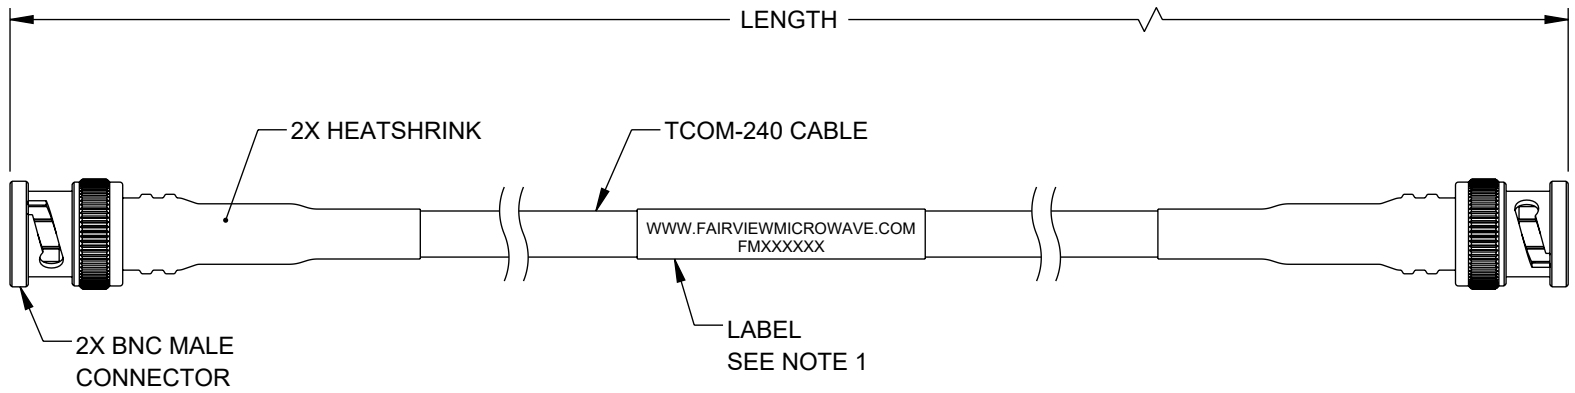 LENGTH
2X HEATSHRINK
TCOM-240 CABLE
WWW.FAIRVIEWMICROWAVE.COM
FMXXXXXX
LABEL
SEE NOTE 1
2X BNC MALE
CONNECTOR